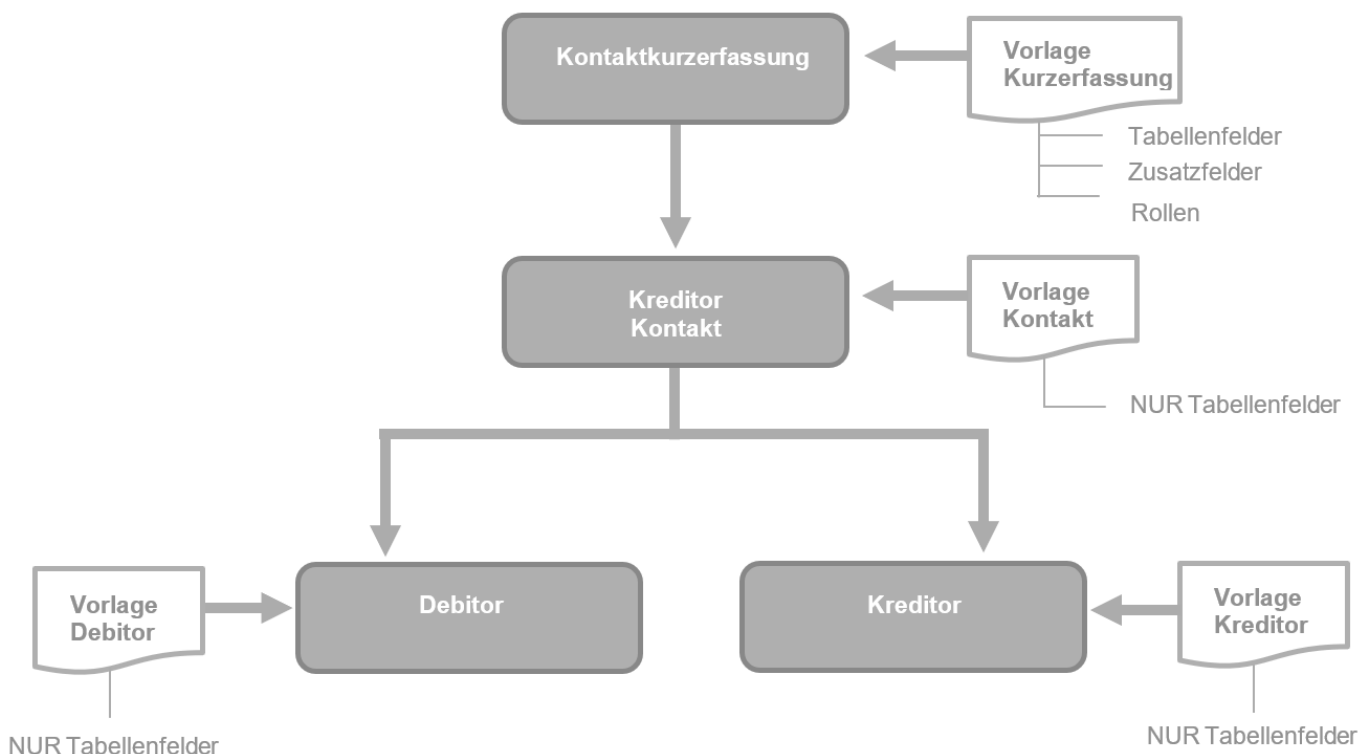 Kontaktkurzerfassung
Vorlage
Kurzerfassung
Tabellenfelder
Zusatzfelder
Rollen
Kreditor
Kontakt
Vorlage
Kontakt
NUR Tabellenfelder
Vorlage
Debitor
Debitor
Kreditor
Vorlage
Kreditor
NUR Tabellenfelder
NUR Tabellenfelder